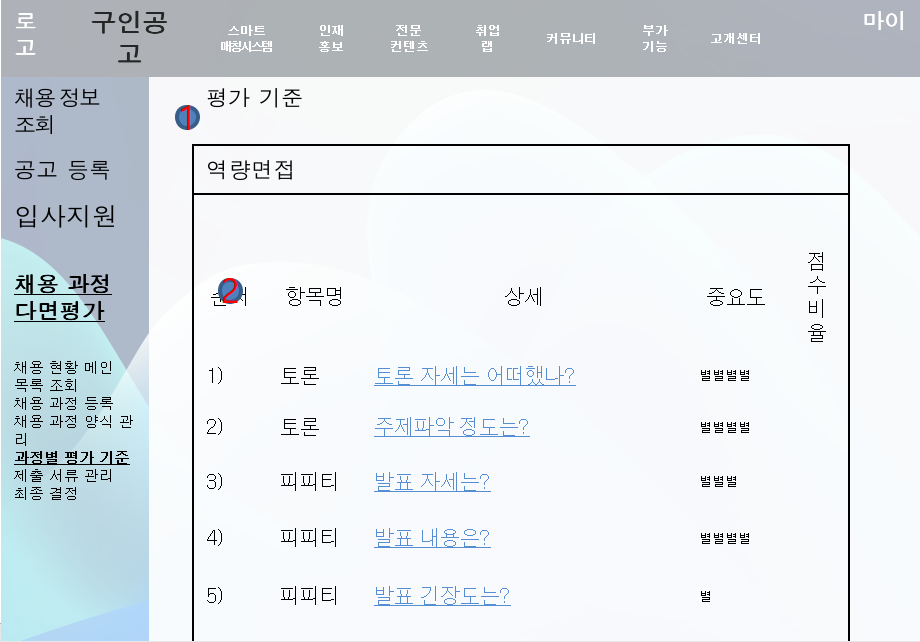 로
고
구인공
고
스마트
매칭시스템
인재
홍보
전문
컨텐츠
취업
랩
커뮤니티
부가
기능
고객센터
마이
채용 정보
조회
공고 등록
입사지원
채용 과정
다면평가
채용 현황 메인
목록 조회
채용 과정 등록
채용 과정 양식 관
리
과정별 평가 기준
제출 서류 관리
최종 결정
평가 기준
1
역량면접
2
항목명 상세 중요도
점
수
비
율
1) 토론 토론 자세는 어떠했나? 별별별별
2) 토론 주제파악 정도는? 별별별별
3) 피피티 발표 자세는? 별별별
4) 피피티 발표 내용은? 별별별별
5) 피피티 발표 긴장도는? 별